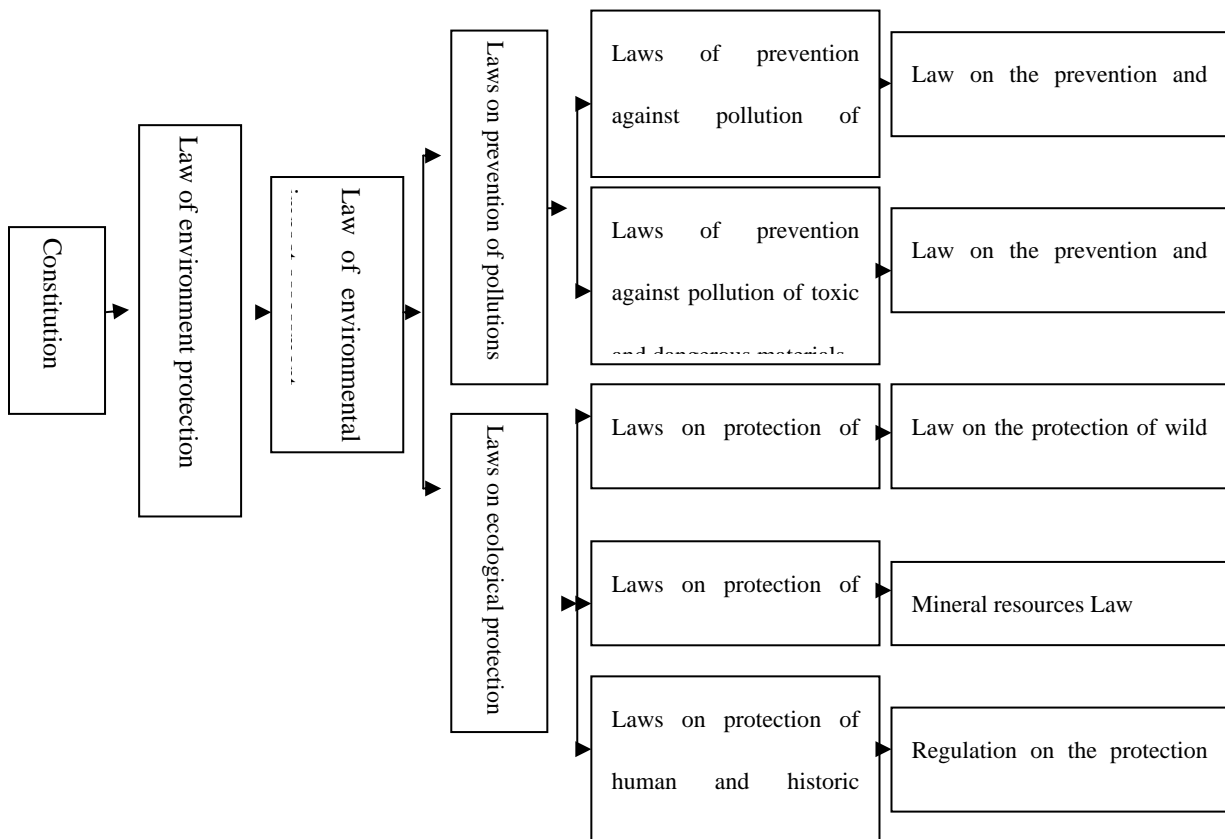 Constitution
Law of environment protection
Law of environmental
Laws on prevention of pollutions
Laws on ecological protection
Laws of prevention
against pollution of
Laws of prevention
against pollution of toxic
and dangerous materials
Laws on protection of
Laws on protection of
Laws on protection of
human and historic
Law on the prevention and
Law on the prevention and
Law on the protection of wild
Mineral resources Law
Regulation on the protection